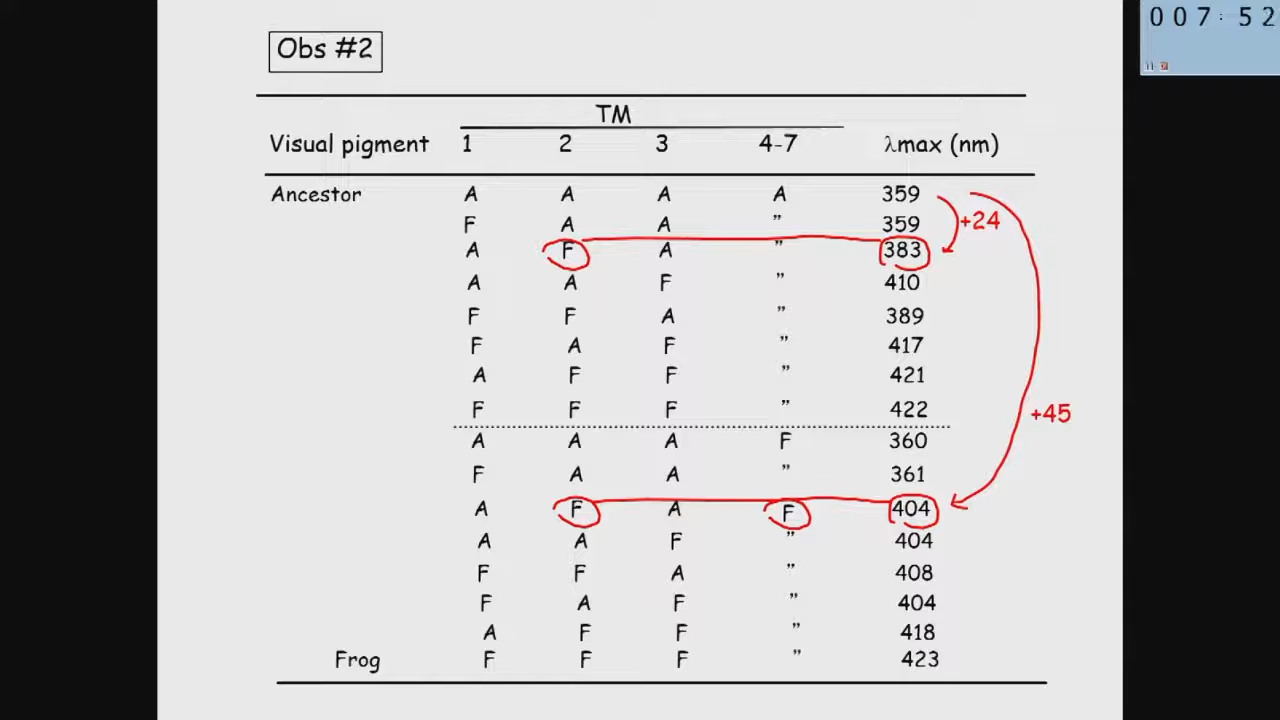 007:52
Obs #2
TM
Visual pigment 1 2 3 4-7 λmax (nm)
Ancestor A A A A 359
F A A ” 359
+24
A F A ” 383
A A F ” 410
F F A ” 389
F A F ” 417
A F F ” 421
F F F ” 422
+45
A A A F 360
F A A ” 361
A F A F 404
A A F ” 404
F F A ” 408
F A F ” 404
A F F ” 418
Frog F F F ” 423